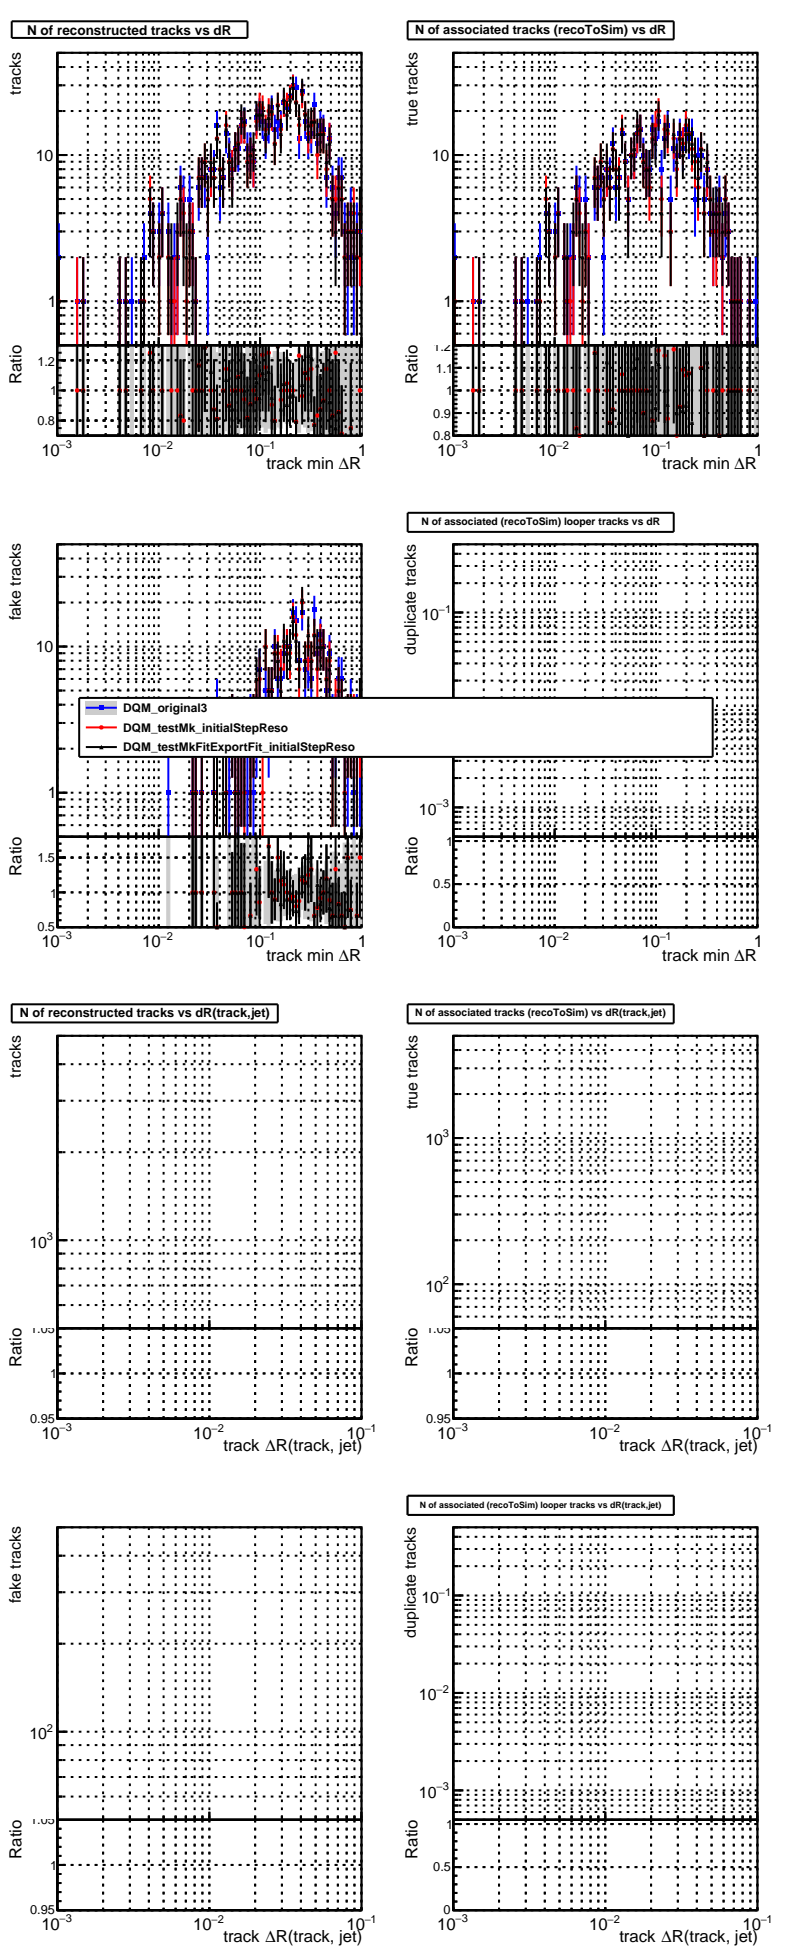 N of reconstructed tracks vs dR
N of associated tracks (recoToSim) vs dR
tracks
10
1
Ratio
1.2
1
0.8
10−3 10−2 10−1 1
track min ΔR
true tracks
10
1
Ratio
1.2
1.1
1
0.9
0.8
10−3 10−2 10−1 1
track min ΔR
N of associated (recoToSim) looper tracks vs dR
fake tracks
10
1
Ratio
1.5
1
0.5
10−3 10−2 10−1 1
track min ΔR
duplicate tracks
10−1
10−3
Ratio
1
0.5
0
10−3 10−2 10−1 1
track min ΔR
DQM_original3
DQM_testMk_initialStepReso
DQM_testMkFitExportFit_initialStepReso
N of reconstructed tracks vs dR(track,jet)
N of associated tracks (recoToSim) vs dR(track,jet)
tracks
103
Ratio
1.05
1
0.95
10−3 10−2 10−1
track ΔR(track, jet)
true tracks
103
102
Ratio
1.05
1
0.95
10−3 10−2 10−1
track ΔR(track, jet)
N of associated (recoToSim) looper tracks vs dR(track,jet)
fake tracks
102
Ratio
1.05
1
0.95
10−3 10−2 10−1
track ΔR(track, jet)
duplicate tracks
10−1
10−2
10−3
Ratio
1
0.5
0
10−3 10−2 10−1
track ΔR(track, jet)